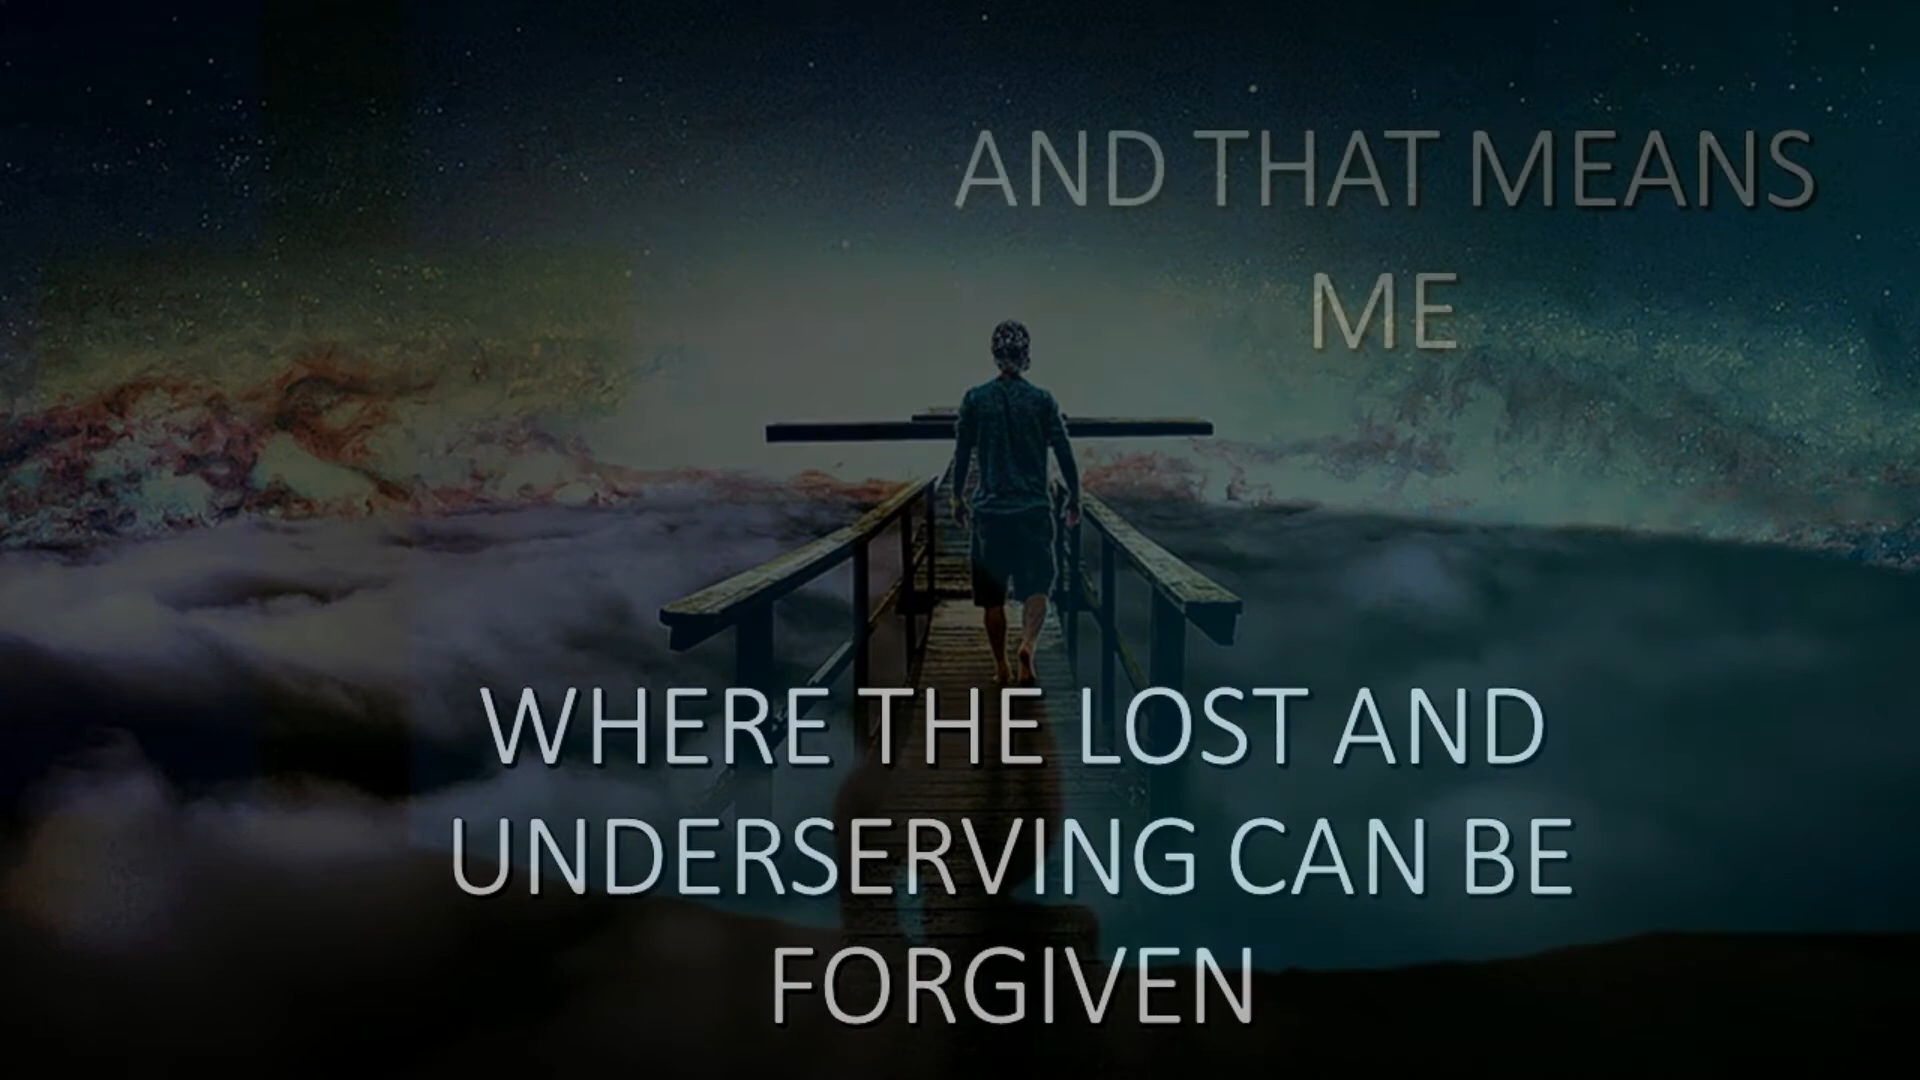 AND THAT MEANS
ME
WHERE THE LOST AND
UNDERSERVING CAN BE
FORGIVEN